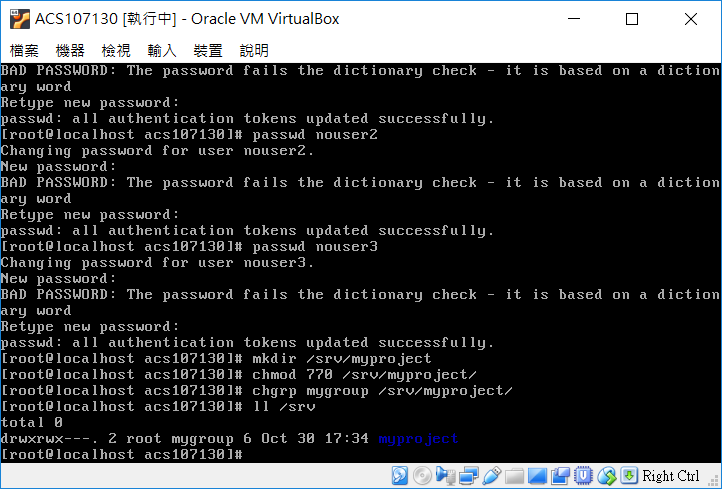 ACS107130 [執行中] - Oracle VM VirtualBox
檔案 機器 檢視 輸入 裝置 說明
BAD PASSWORD: The password fails the dictionary check - it is based on a diction
ary word
Retype new password:
passwd: all authentication tokens updated successfully.
[root@localhost acs107130]# passwd nouser2
Changing password for user nouser2.
New password:
BAD PASSWORD: The password fails the dictionary check - it is based on a diction
ary word
Retype new password:
passwd: all authentication tokens updated successfully.
[root@localhost acs107130]# passwd nouser3
Changing password for user nouser3.
New password:
BAD PASSWORD: The password fails the dictionary check - it is based on a diction
ary word
Retype new password:
passwd: all authentication tokens updated successfully.
[root@localhost acs107130]# mkdir /srv/myproject
[root@localhost acs107130]# chmod 770 /srv/myproject/
[root@localhost acs107130]# chgrp mygroup /srv/myproject/
[root@localhost acs107130]# ll /srv
total 0
drwxrwx---. 2 root mygroup 6 Oct 30 17:34 myproject
[root@localhost acs107130]#
Right Ctrl